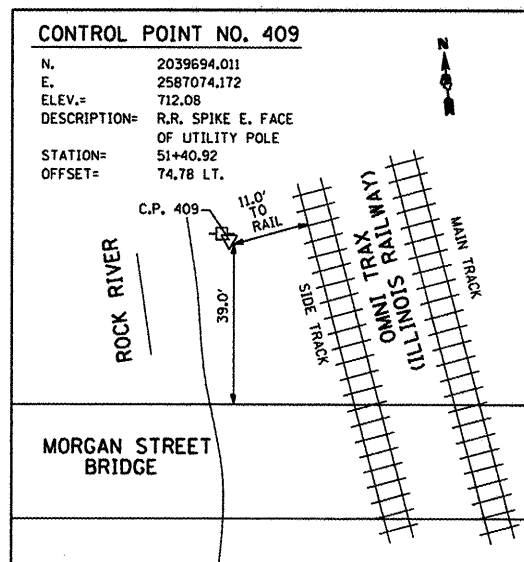 CONTROL POINT NO. 409
N. 2039694.011
E. 2587074.172
ELEV.= 712.08
DESCRIPTION= R.R. SPIKE E. FACE
OF UTILITY POLE
STATION= 51+40.92
OFFSET= 74.78 LT.
N
C.P. 409
11.0'
TO
RAIL
39.0'
ROCK RIVER
SIDE TRACK
OMNI TRAX
(ILLINOIS RAILWAY)
MAIN TRACK
MORGAN STREET
BRIDGE